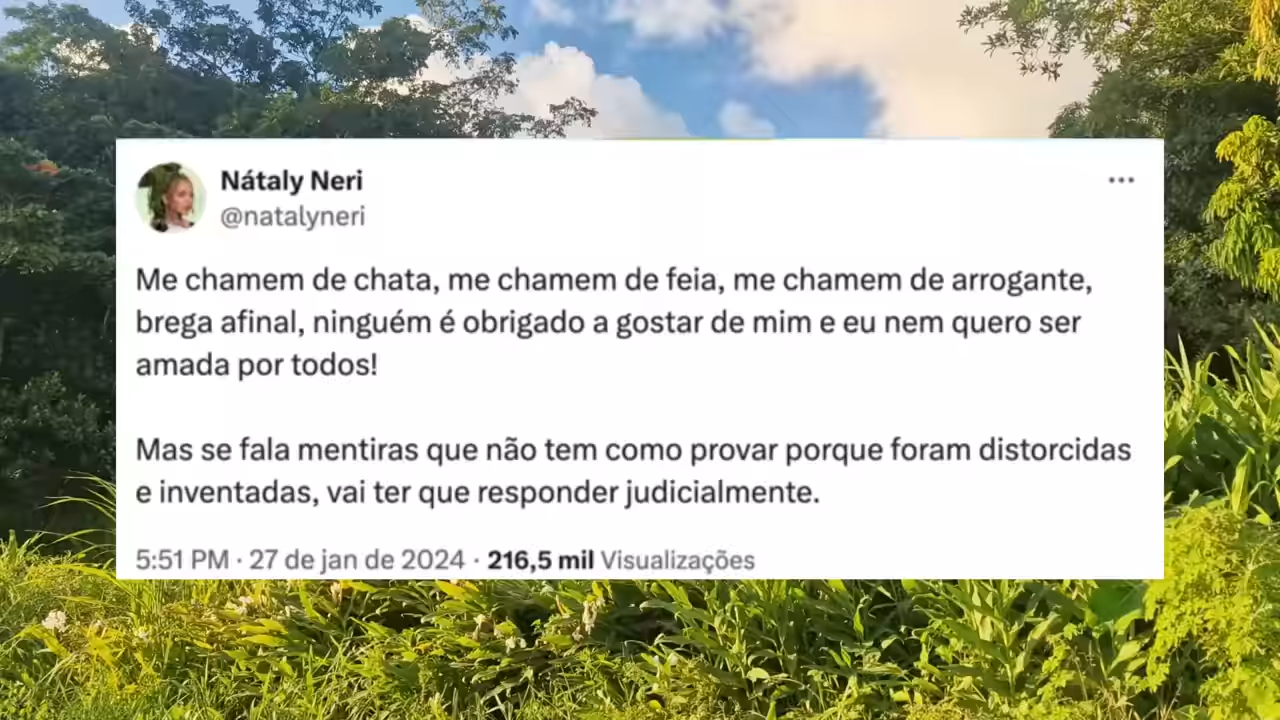 Nátaly Neri
@natalyneri
Me chamem de chata, me chamem de feia, me chamem de arrogante,
brega afinal, ninguém é obrigado a gostar de mim e eu nem quero ser
amada por todos!
Mas se fala mentiras que não tem como provar porque foram distorcidas
e inventadas, vai ter que responder judicialmente.
5:51 PM · 27 de jan de 2024 · 216,5 mil Visualizações